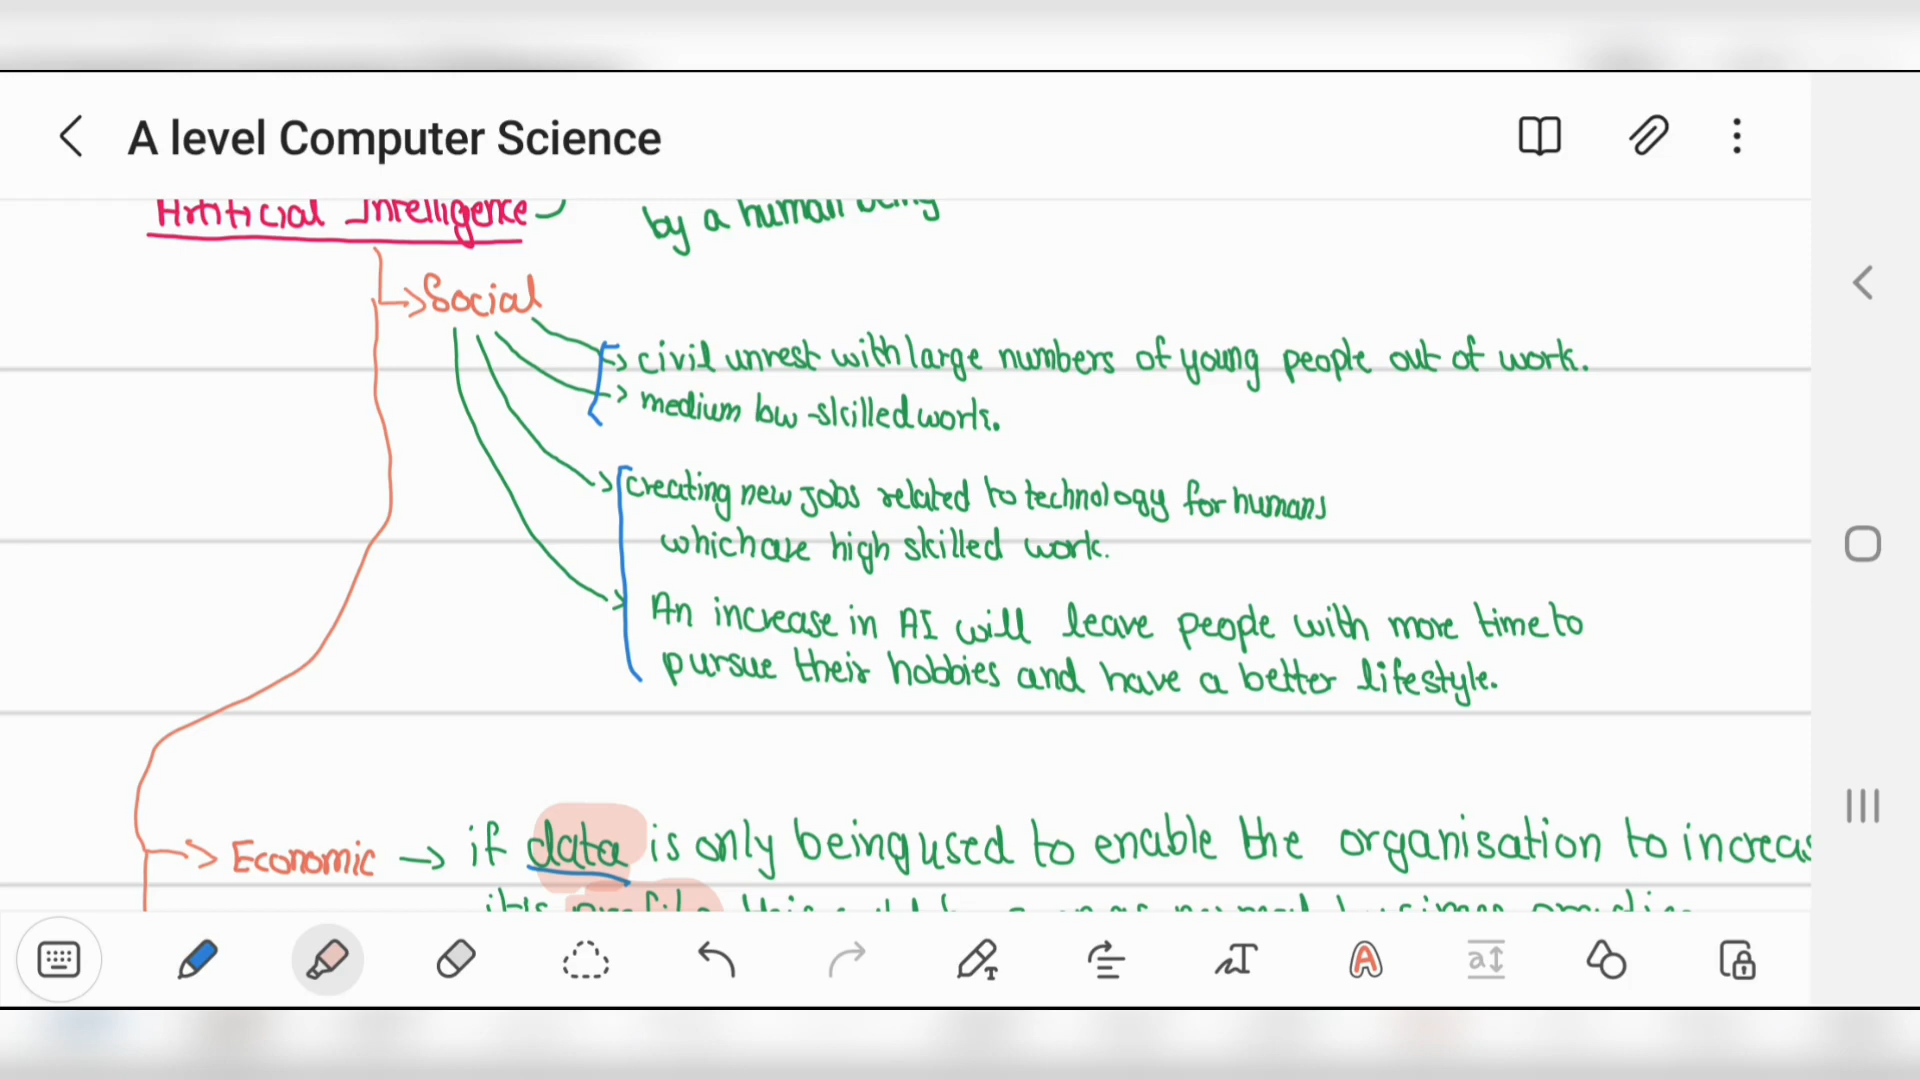 A level Computer Science
Artificial Intelligence
by a human being
Social
civil unrest with large numbers of young people out of work.
medium low-skilled work.
creating new jobs related to technology for humans
which are high skilled work.
An increase in AI will leave people with more time to
pursue their hobbies and have a better lifestyle.
Economic → if data is only being used to enable the organisation to increas